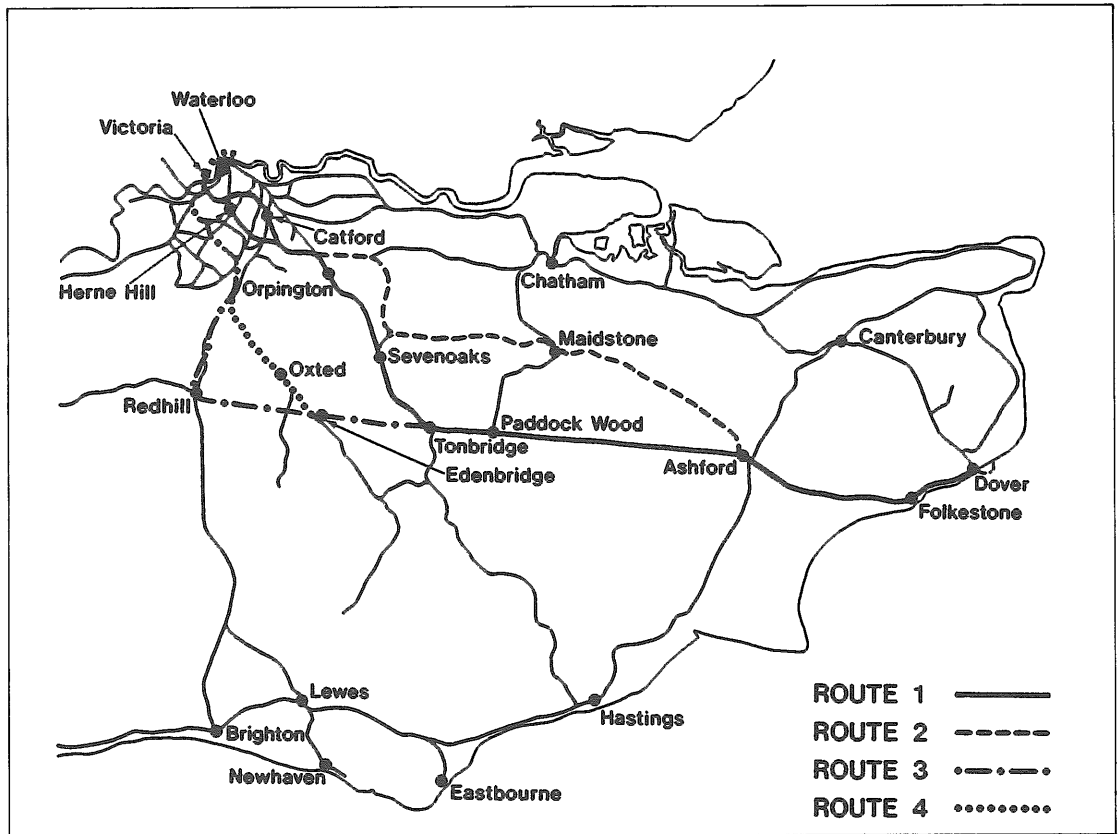 Waterloo
Victoria
Catford
Herne Hill
Orpington
Chatham
Sevenoaks
Maidstone
Canterbury
Oxted
Redhill
Paddock Wood
Tonbridge
Edenbridge
Ashford
Dover
Folkestone
Lewes
Hastings
Brighton
Newhaven
Eastbourne
ROUTE 1
ROUTE 2
ROUTE 3
ROUTE 4